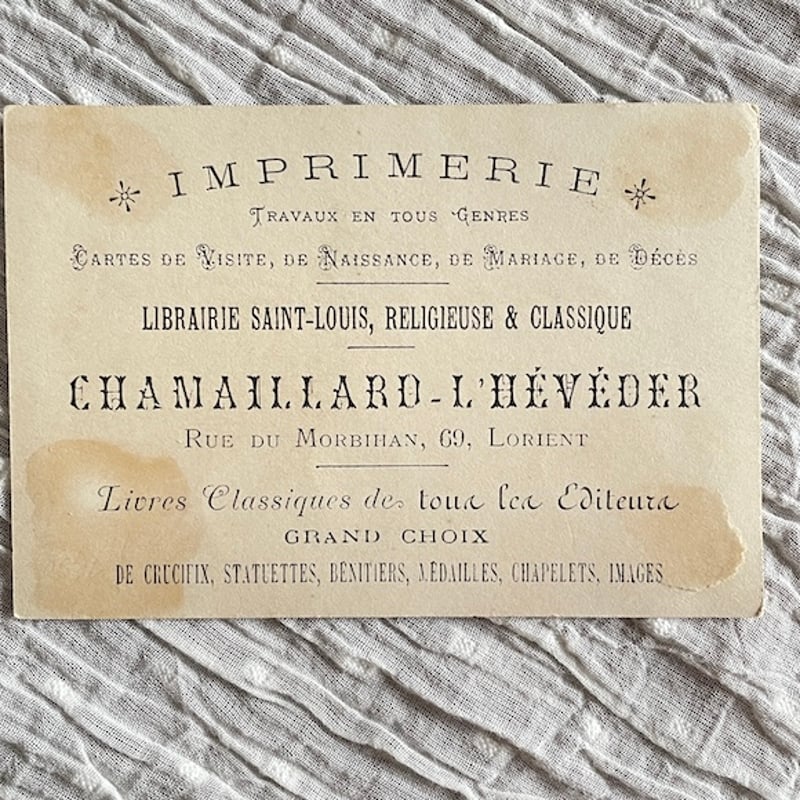 IMPRIMERIE
TRAVAUX EN TOUS GENRES
CARTES DE VISITE, DE NAISSANCE, DE MARIAGE, DE DÉCÈS
LIBRAIRIE SAINT-LOUIS, RELIGIEUSE & CLASSIQUE
CHAMAILLARD-L'HÉVÉDER
RUE DU MORBIHAN, 69, LORIENT
Livres Classiques de tous les Editeurs
GRAND CHOIX
DE CRUCIFIX, STATUETTES, BÉNITIERS, MÉDAILLES, CHAPELETS, IMAGES